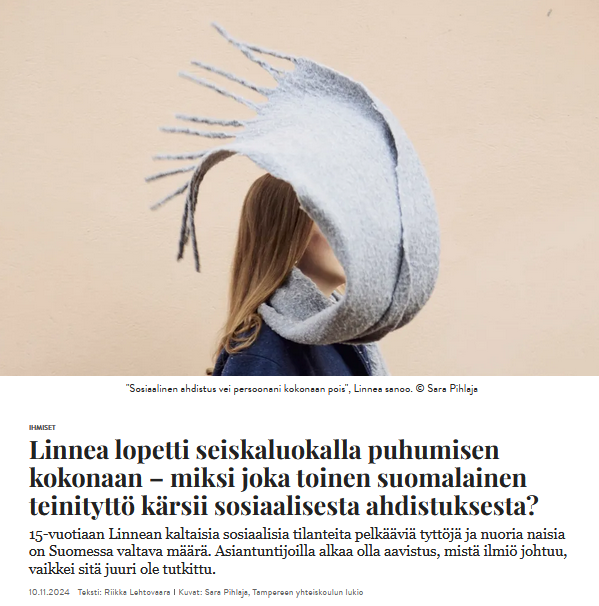 "Sosiaalinen ahdistus vei persoonani kokonaan pois", Linnea sanoo. © Sara Pihlaja
IHMISET
Linnea lopetti seiskaluokalla puhumisen
kokonaan – miksi joka toinen suomalainen
teinityttö kärsii sosiaalisesta ahdistuksesta?
15-vuotiaan Linnean kaltaisia sosiaalisia tilanteita pelkääviä tyttöjä ja nuoria naisia
on Suomessa valtava määrä. Asiantuntijoilla alkaa olla aavistus, mistä ilmiö johtuu,
vaikkei sitä juuri ole tutkittu.
10.11.2024 Teksti: Riikka Lehtovaara I Kuvat: Sara Pihlaja, Tampereen yhteiskoulun lukio